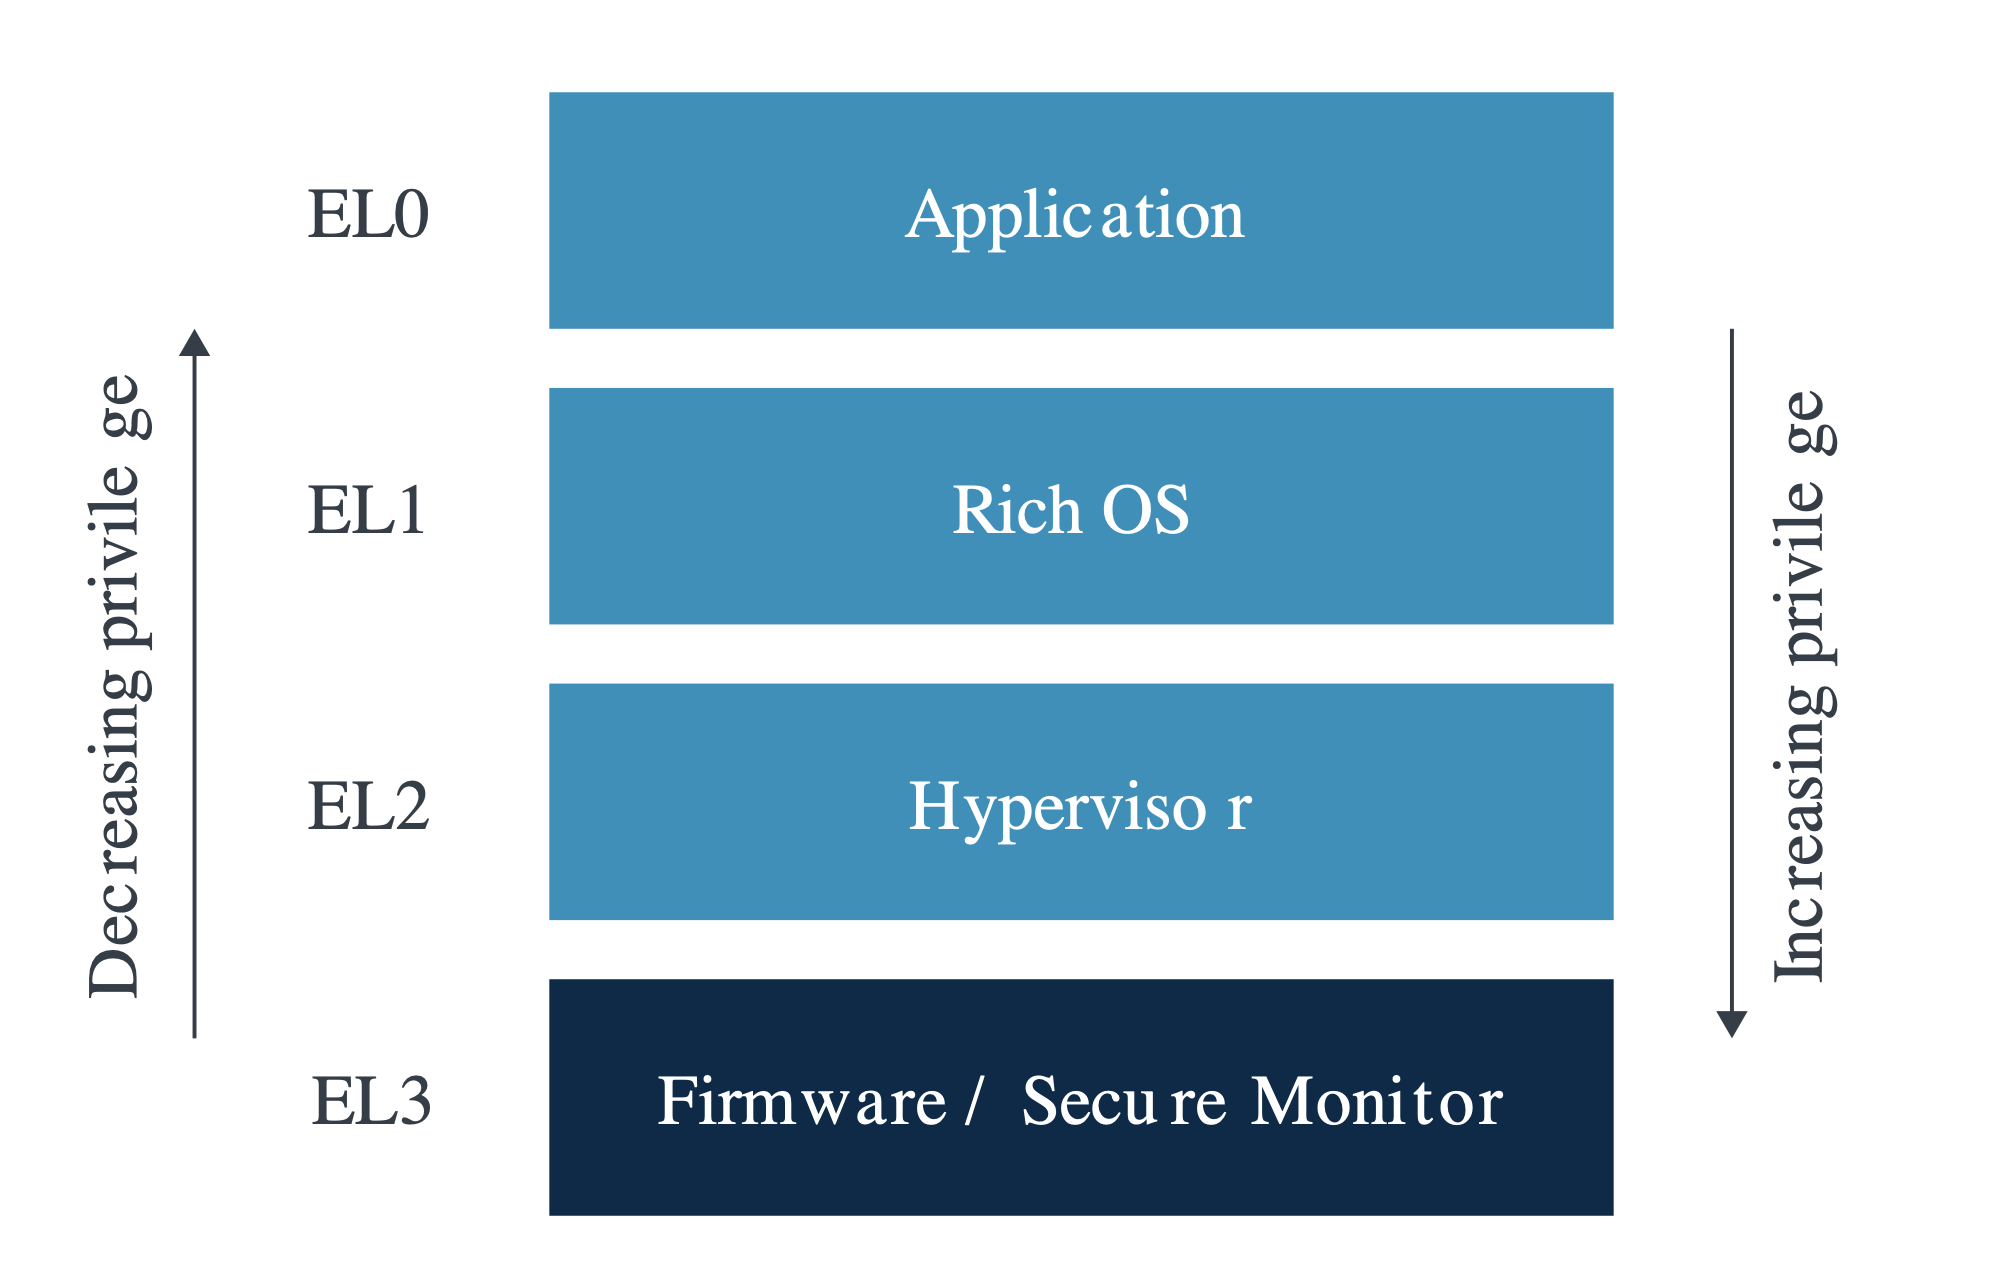 EL0
Application
EL1
Rich OS
EL2
Hypervisor
EL3
Firmware / Secure Monitor
Decreasing privilege
Increasing privilege